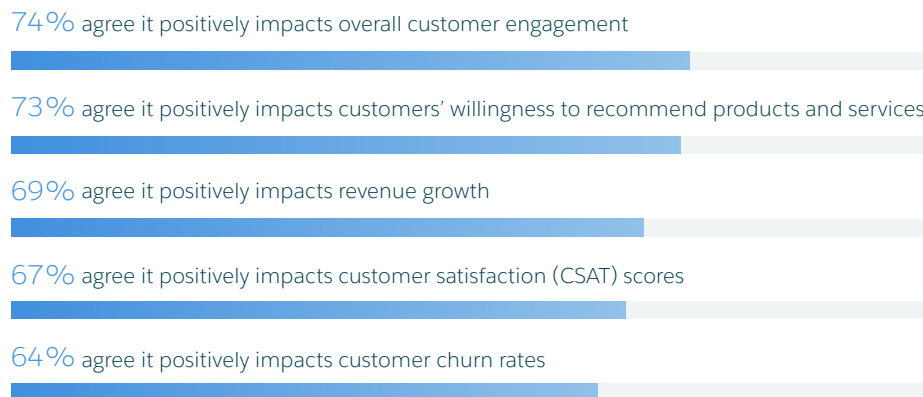 74% agree it positively impacts overall customer engagement
73% agree it positively impacts customers’ willingness to recommend products and services
69% agree it positively impacts revenue growth
67% agree it positively impacts customer satisfaction (CSAT) scores
64% agree it positively impacts customer churn rates